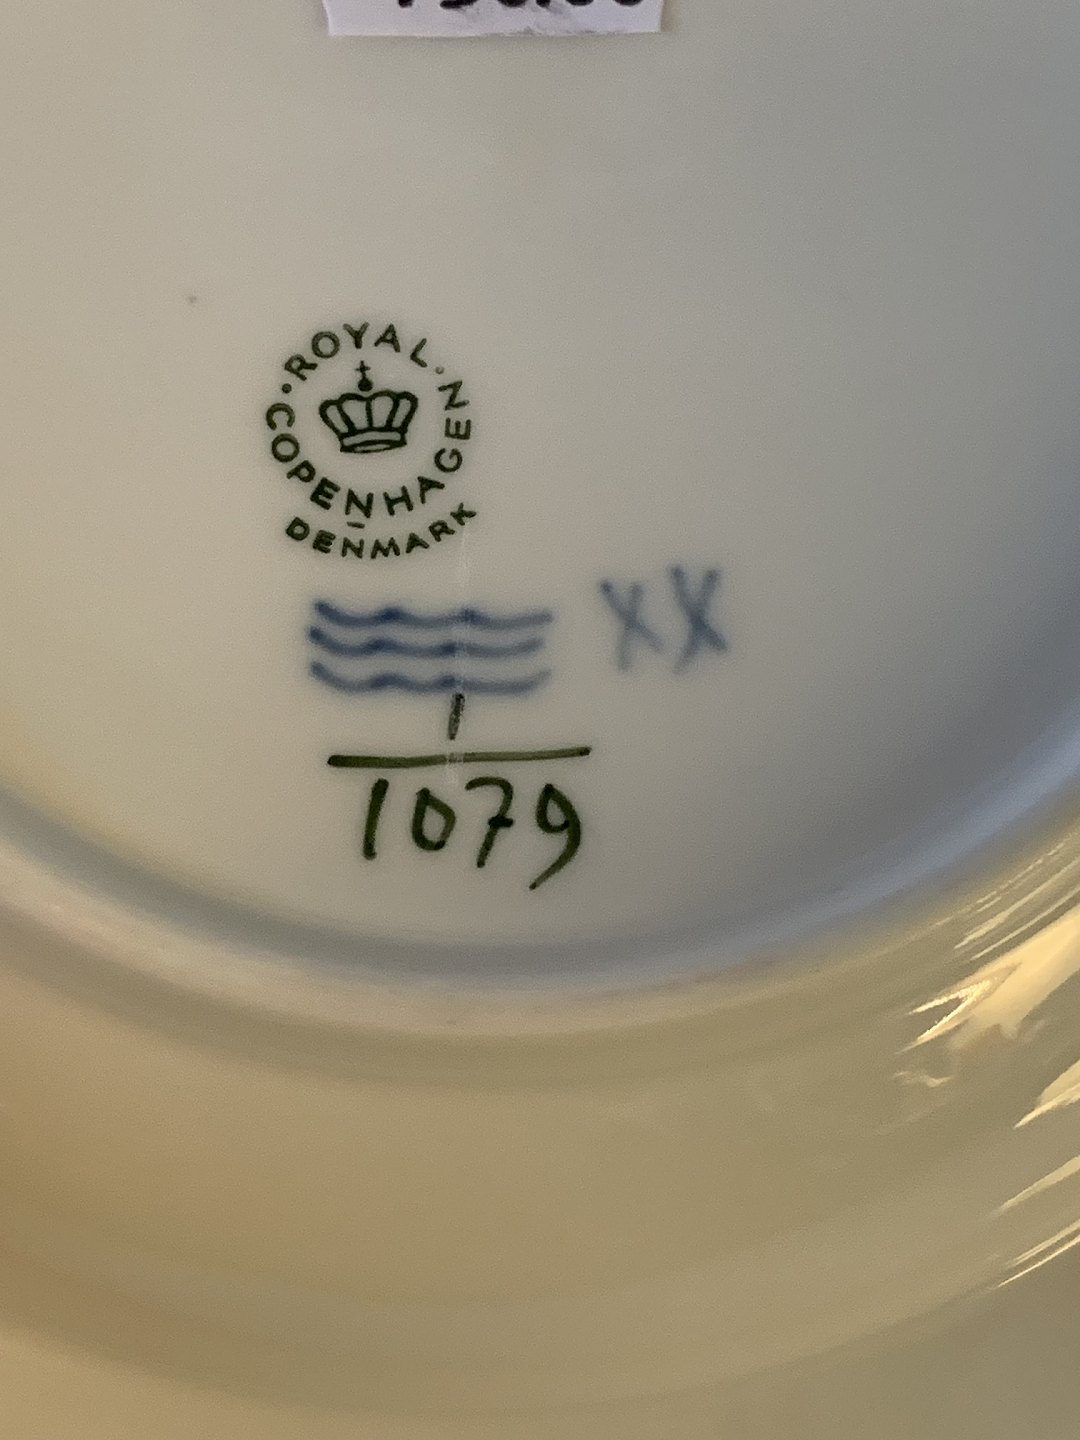 · ROYAL · COPENHAGEN
DENMARK
XX
1
1079